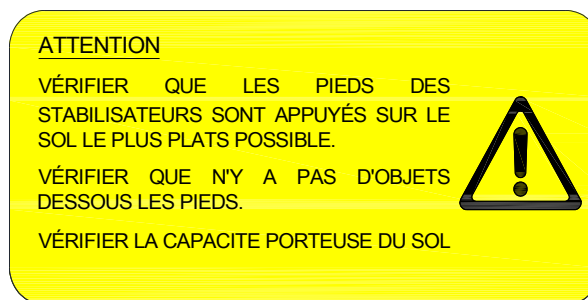 ATTENTION
VÉRIFIER QUE LES PIEDS DES
STABILISATEURS SONT APPUYÉS SUR LE
SOL LE PLUS PLATS POSSIBLE.
VÉRIFIER QUE N'Y A PAS D'OBJETS
DESSOUS LES PIEDS.
VÉRIFIER LA CAPACITE PORTEUSE DU SOL